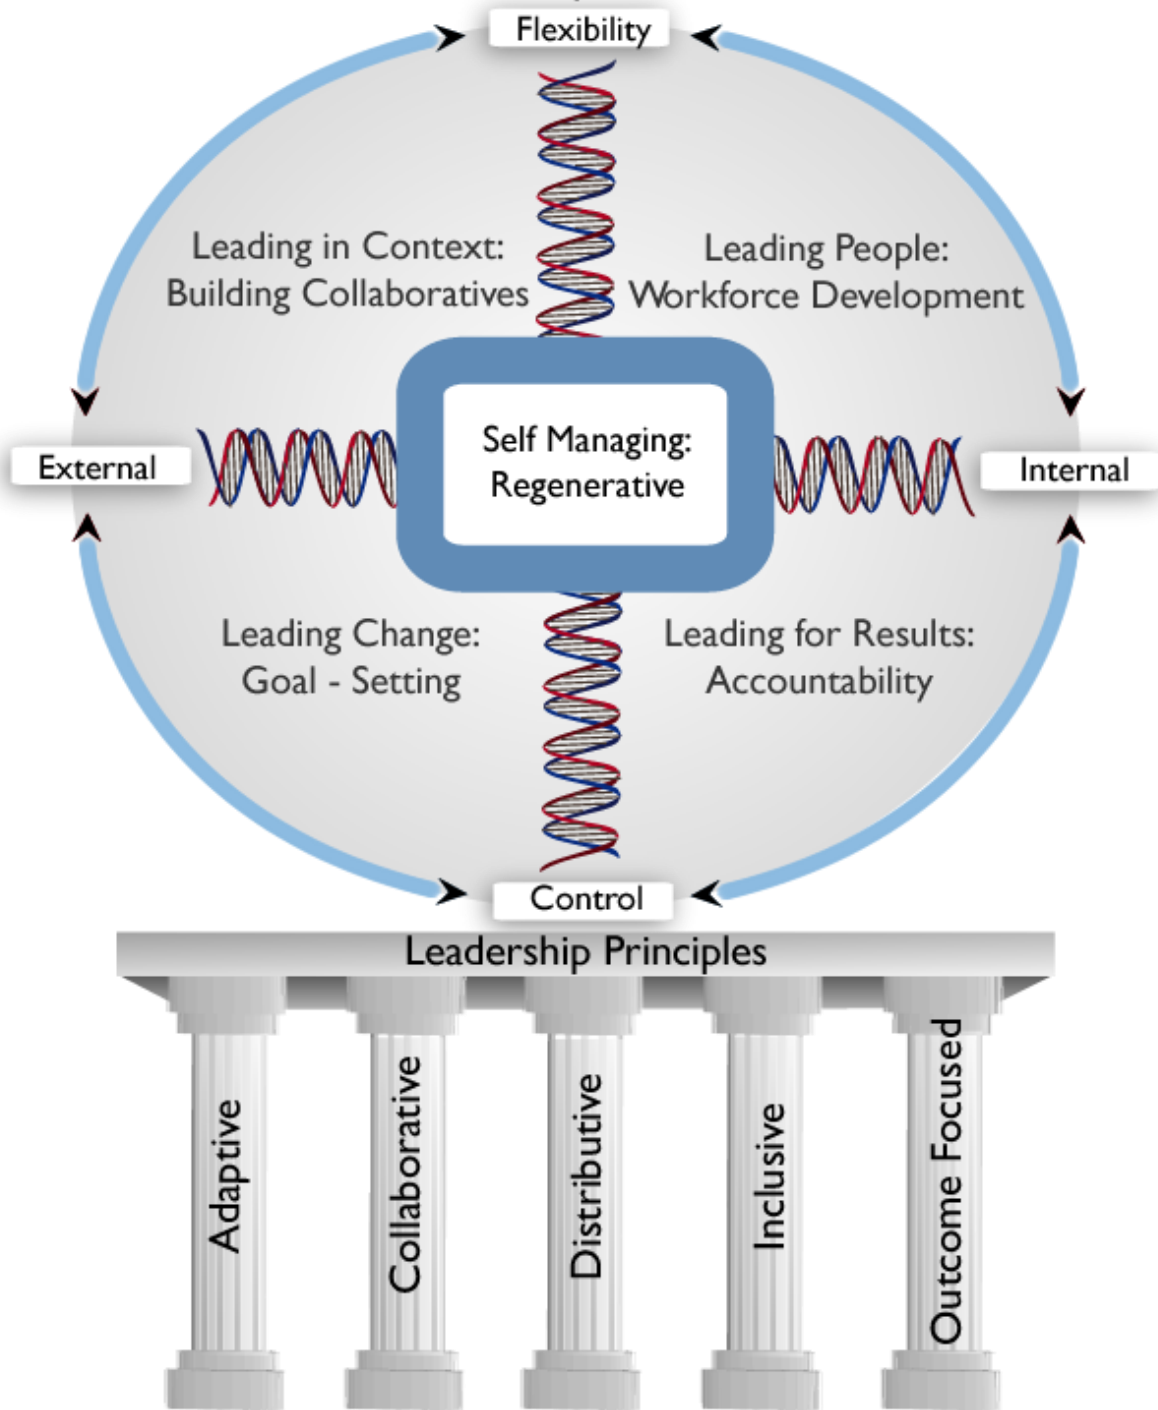 Flexibility
Leading in Context:
Building Collaboratives
Leading People:
Workforce Development
External
Self Managing:
Regenerative
Internal
Leading Change:
Goal - Setting
Leading for Results:
Accountability
Control
Leadership Principles
Adaptive
Collaborative
Distributive
Inclusive
Outcome Focused